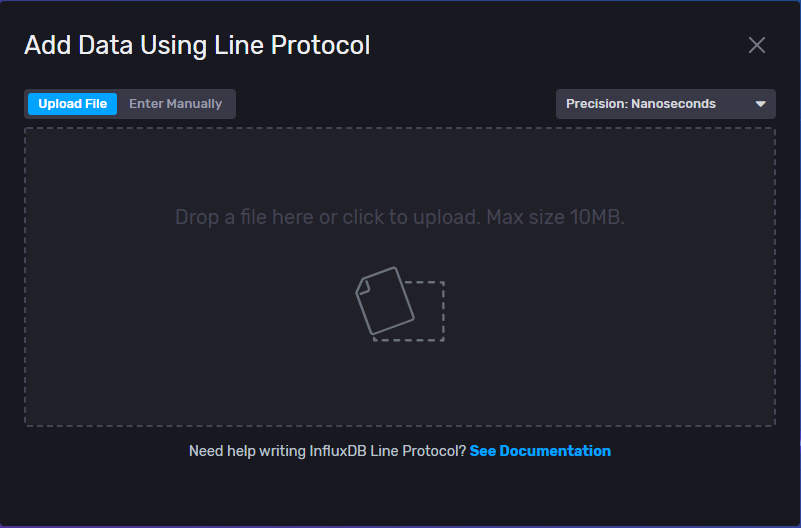 Add Data Using Line Protocol
Upload File Enter Manually Precision: Nanoseconds
Drop a file here or click to upload. Max size 10MB.
Need help writing InfluxDB Line Protocol? See Documentation